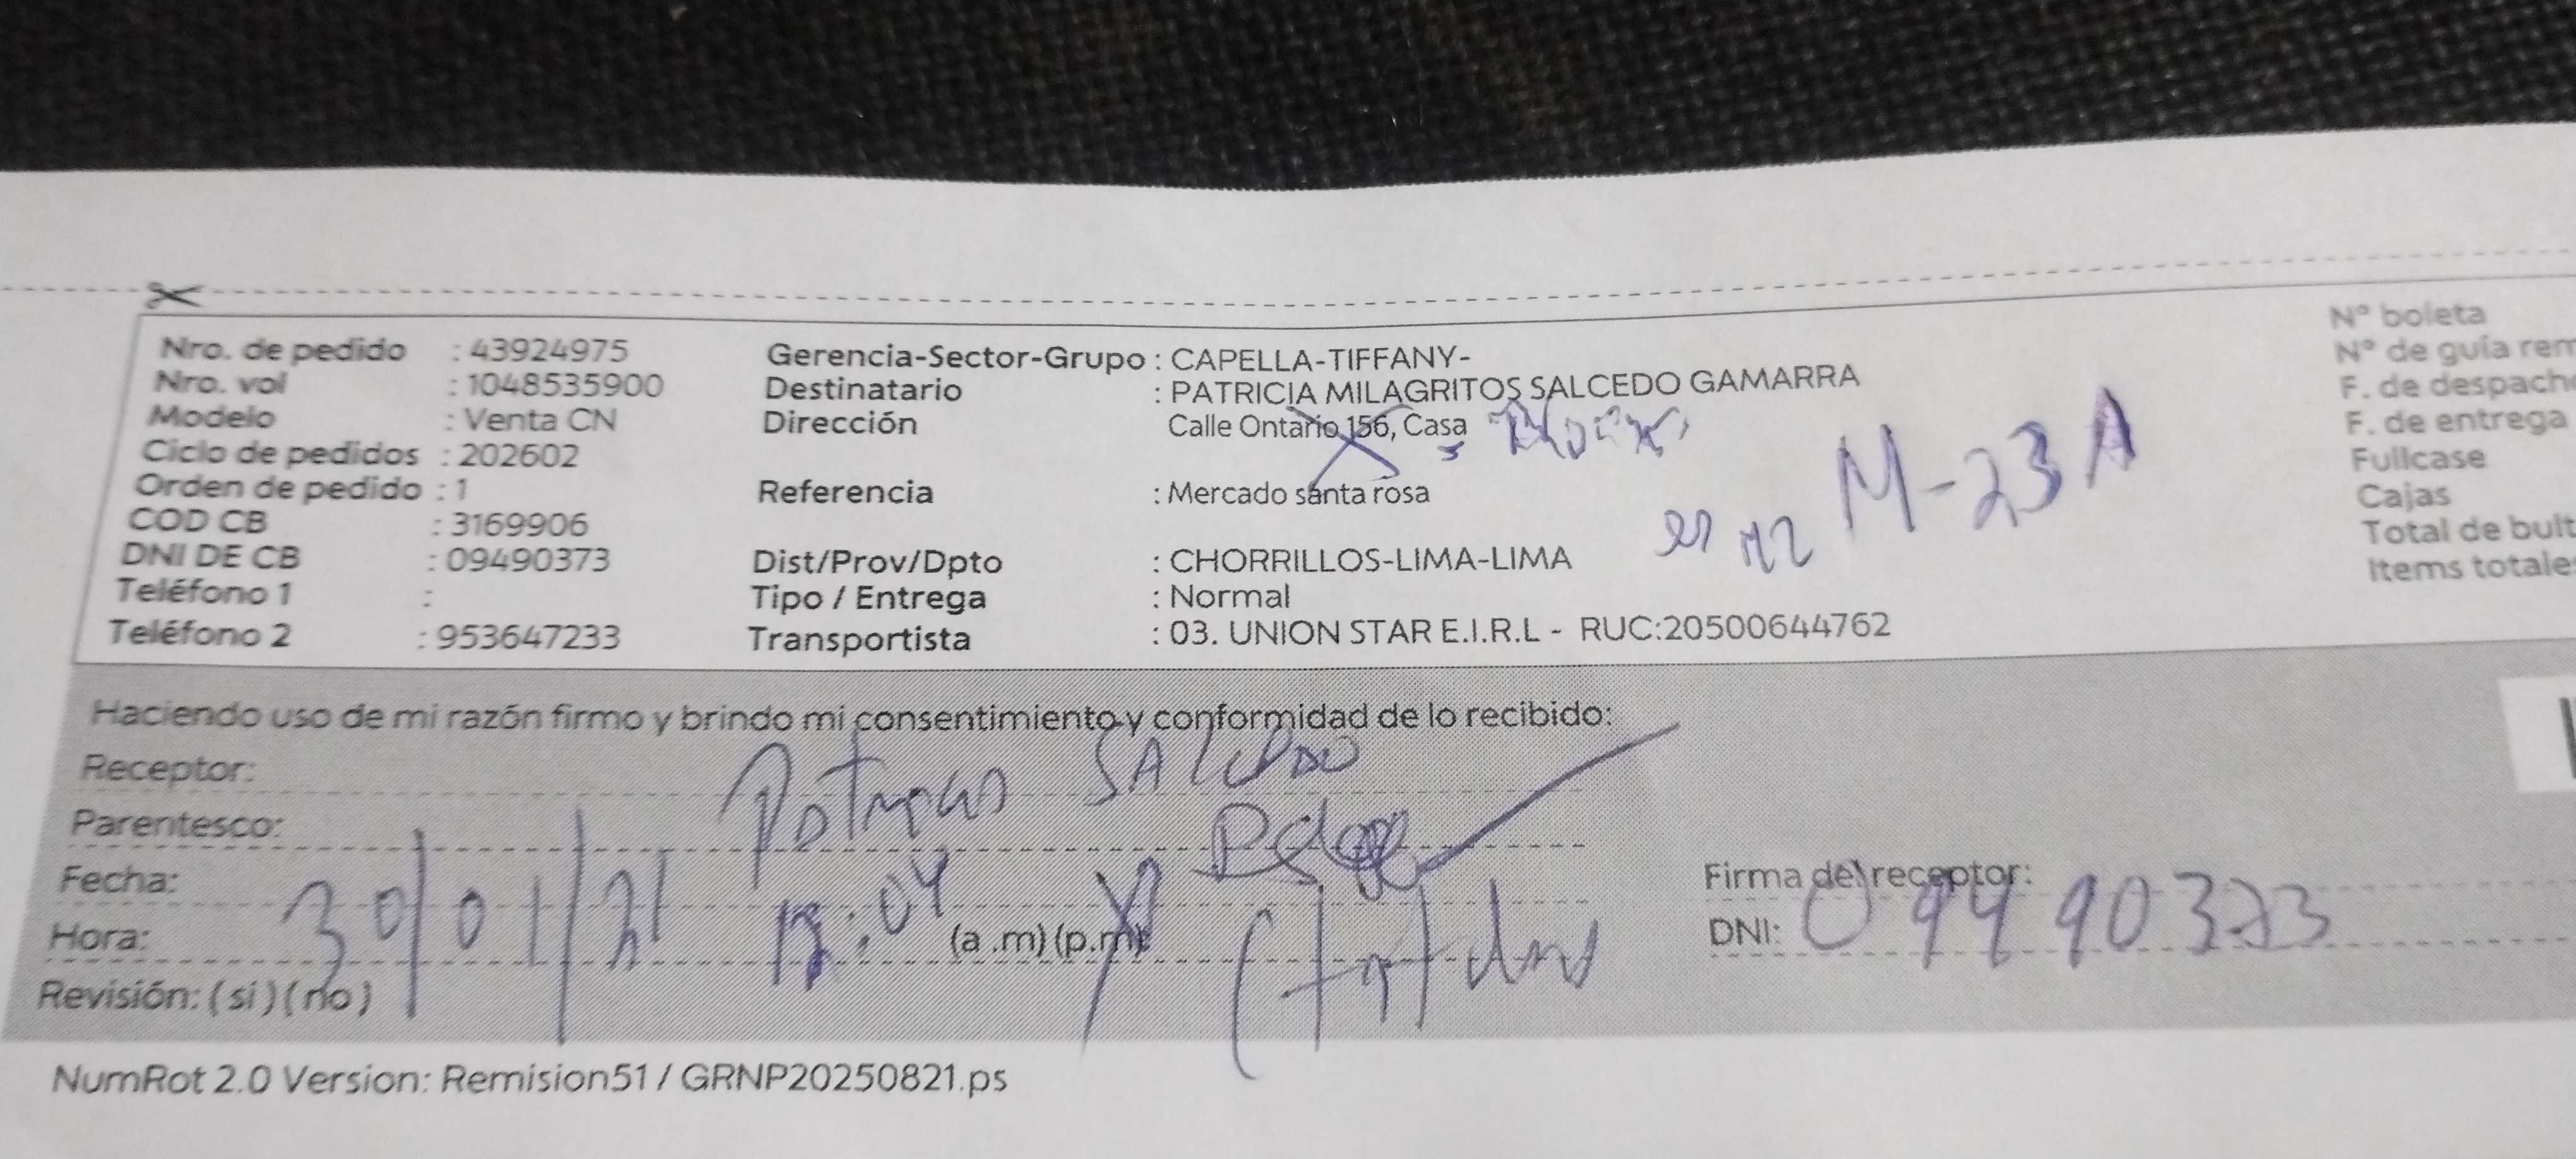 Nro. de pedido : 43924975
Nro. vol : 1048535900
Modelo : Venta CN
Ciclo de pedidos : 202602
Orden de pedido : 1
COD CB : 3169906
DNI DE CB : 09490373
Teléfono 1 :
Teléfono 2 : 953647233
Gerencia-Sector-Grupo : CAPELLA-TIFFANY-
Destinatario : PATRICIA MILAGRITOS SALCEDO GAMARRA
Dirección Calle Ontario 156, Casa
Referencia : Mercado santa rosa
M-23A
Mz
Dist/Prov/Dpto : CHORRILLOS-LIMA-LIMA
Tipo / Entrega : Normal
Transportista : 03. UNION STAR E.I.R.L - RUC:20500644762
N° boleta
N° de guía rem
F. de despach
F. de entrega
Fullcase
Cajas
Total de bult
Items totale
Haciendo uso de mi razón firmo y brindo mi consentimiento y conformidad de lo recibido:
Receptor: SALCEDO
Parentesco:
Fecha: 30/01/
Hora: (a .m) (p.m)
Revisión: (si) (no)
Firma del receptor:
DNI: 09490373
NumRot 2.0 Version: Remision51 / GRNP20250821.ps